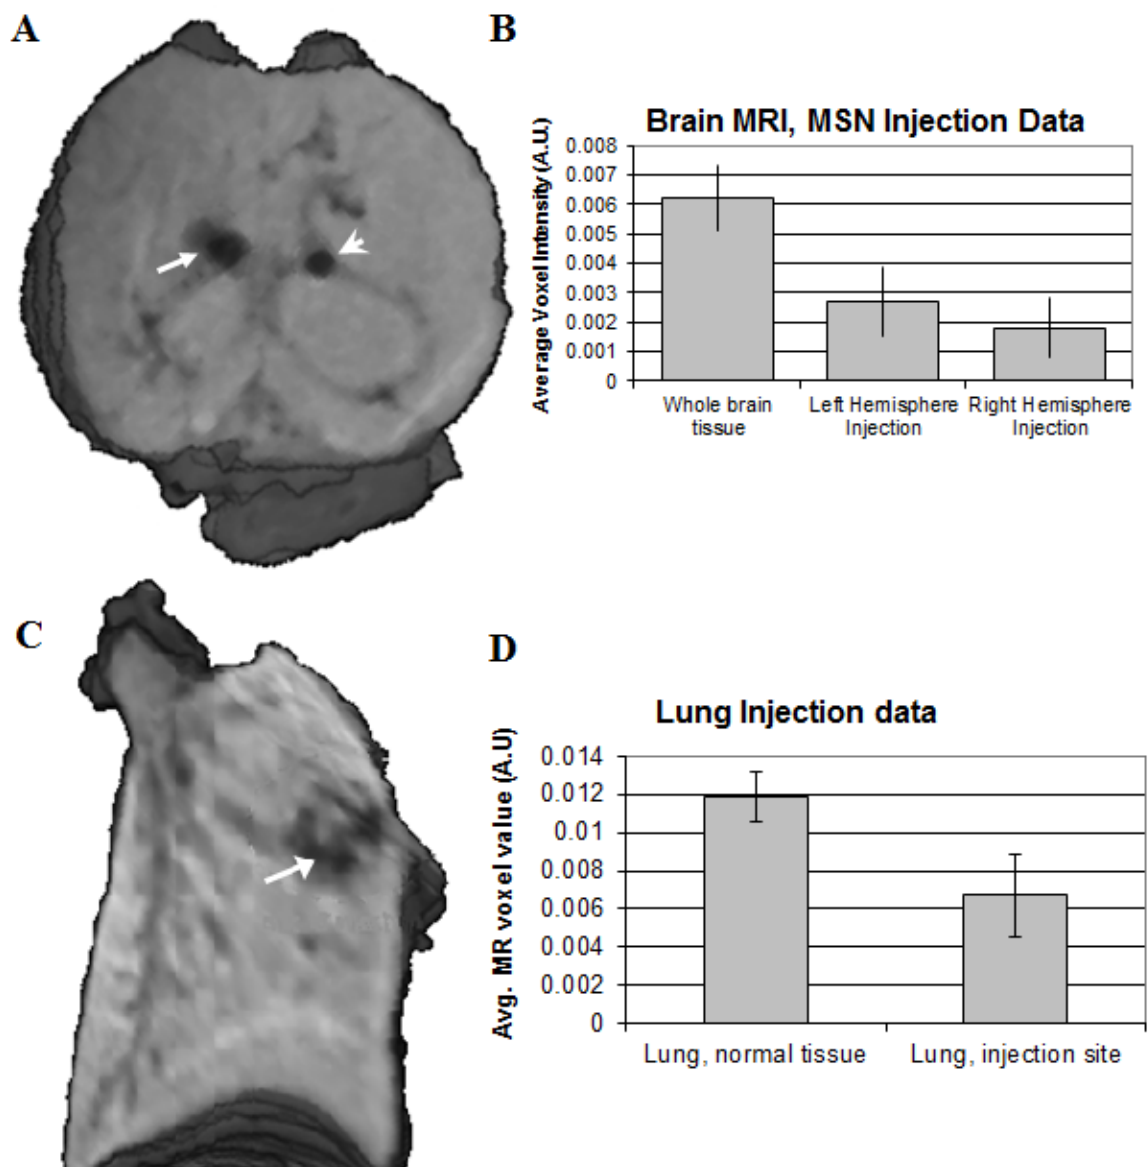 A
B
Brain MRI, MSN Injection Data
Average Voxel Intensity (A.U.)
0.008
0.007
0.006
0.005
0.004
0.003
0.002
0.001
0
Whole brain
tissue
Left Hemisphere
Injection
Right Hemisphere
Injection
C
D
Lung Injection data
Avg. MR voxel value (A.U)
0.014
0.012
0.01
0.008
0.006
0.004
0.002
0
Lung, normal tissue
Lung, injection site